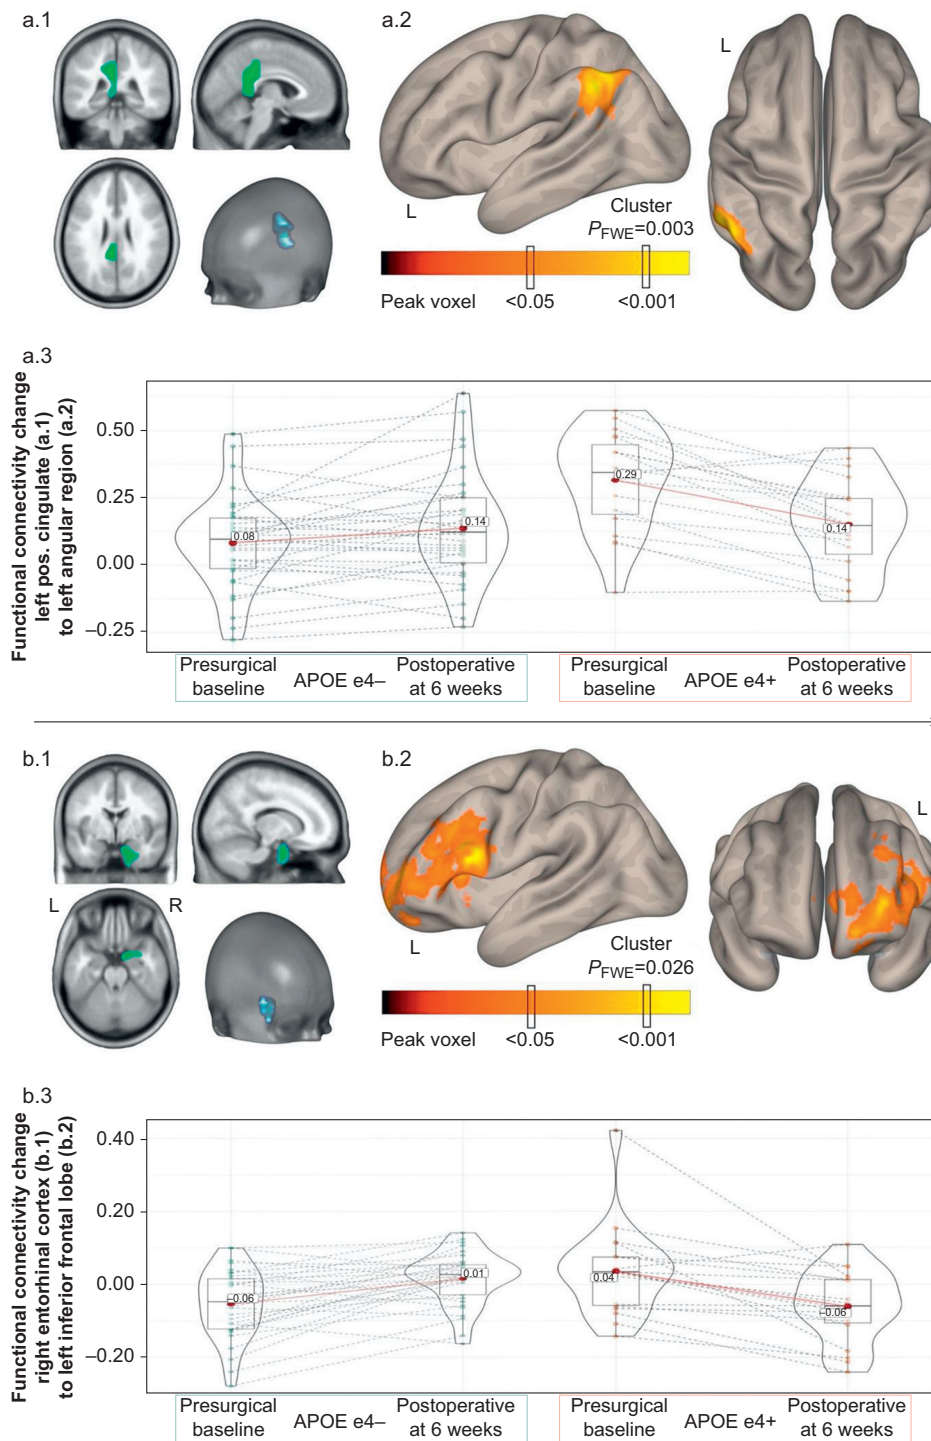 a.1
a.2
L
L
Cluster
PFWE=0.003
Peak voxel <0.05 <0.001
a.3
Functional connectivity change
left pos. cingulate (a.1)
to left angular region (a.2)
0.50
0.25
0.00
−0.25
0.08
0.14
0.29
0.14
Presurgical baseline
APOE e4–
Postoperative at 6 weeks
Presurgical baseline
APOE e4+
Postoperative at 6 weeks
b.1
b.2
L
R
L
L
Cluster
PFWE=0.026
Peak voxel <0.05 <0.001
b.3
Functional connectivity change
right entorhinal cortex (b.1)
to left inferior frontal lobe (b.2)
0.40
0.20
0.00
−0.20
−0.06
0.01
0.04
−0.06
Presurgical baseline
APOE e4–
Postoperative at 6 weeks
Presurgical baseline
APOE e4+
Postoperative at 6 weeks